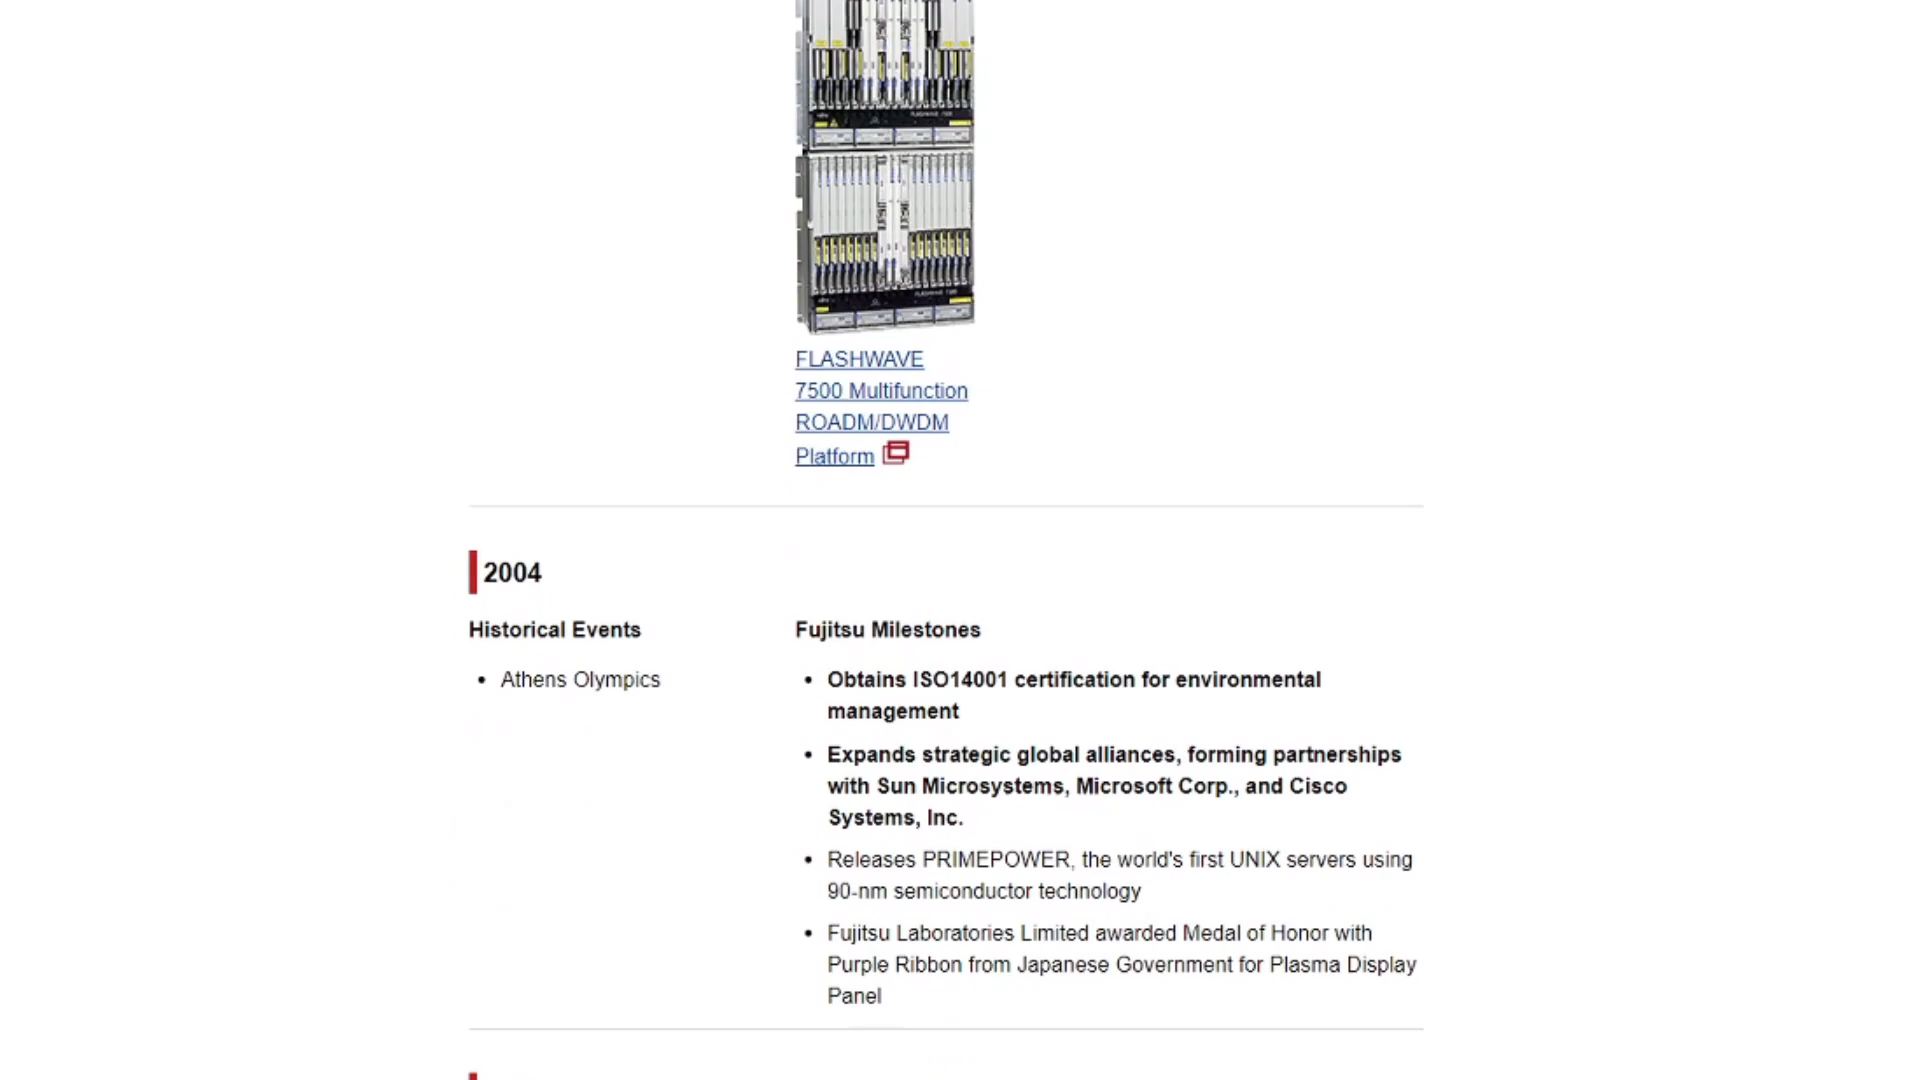 FLASHWAVE
7500 Multifunction
ROADM/DWDM
Platform
2004
Historical Events
• Athens Olympics
Fujitsu Milestones
• Obtains ISO14001 certification for environmental
management
• Expands strategic global alliances, forming partnerships
with Sun Microsystems, Microsoft Corp., and Cisco
Systems, Inc.
• Releases PRIMEPOWER, the world's first UNIX servers using
90-nm semiconductor technology
• Fujitsu Laboratories Limited awarded Medal of Honor with
Purple Ribbon from Japanese Government for Plasma Display
Panel